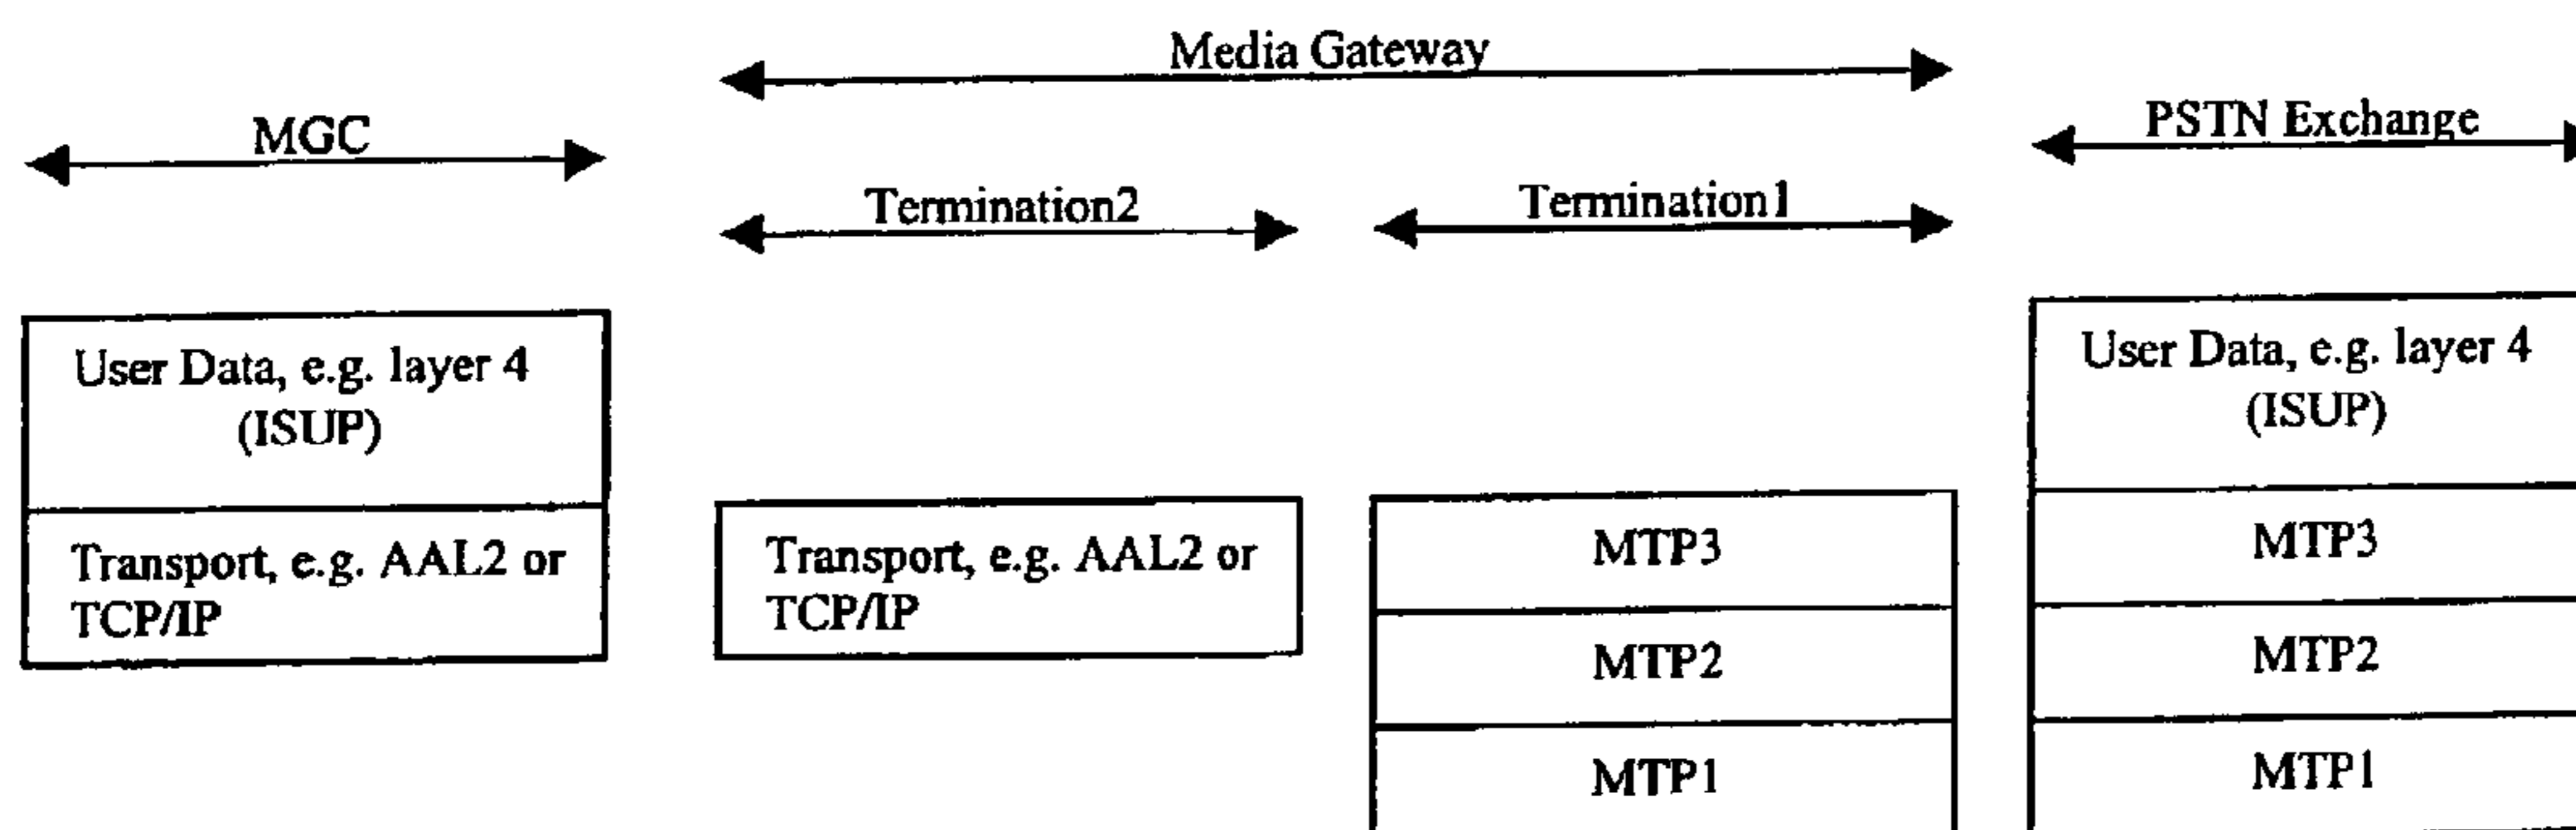 Media Gateway
MGC
PSTN Exchange
Termination2
Termination1
User Data, e.g. layer 4
(ISUP)
Transport, e.g. AAL2 or
TCP/IP
Transport, e.g. AAL2 or
TCP/IP
MTP3
MTP2
MTP1
User Data, e.g. layer 4
(ISUP)
MTP3
MTP2
MTP1